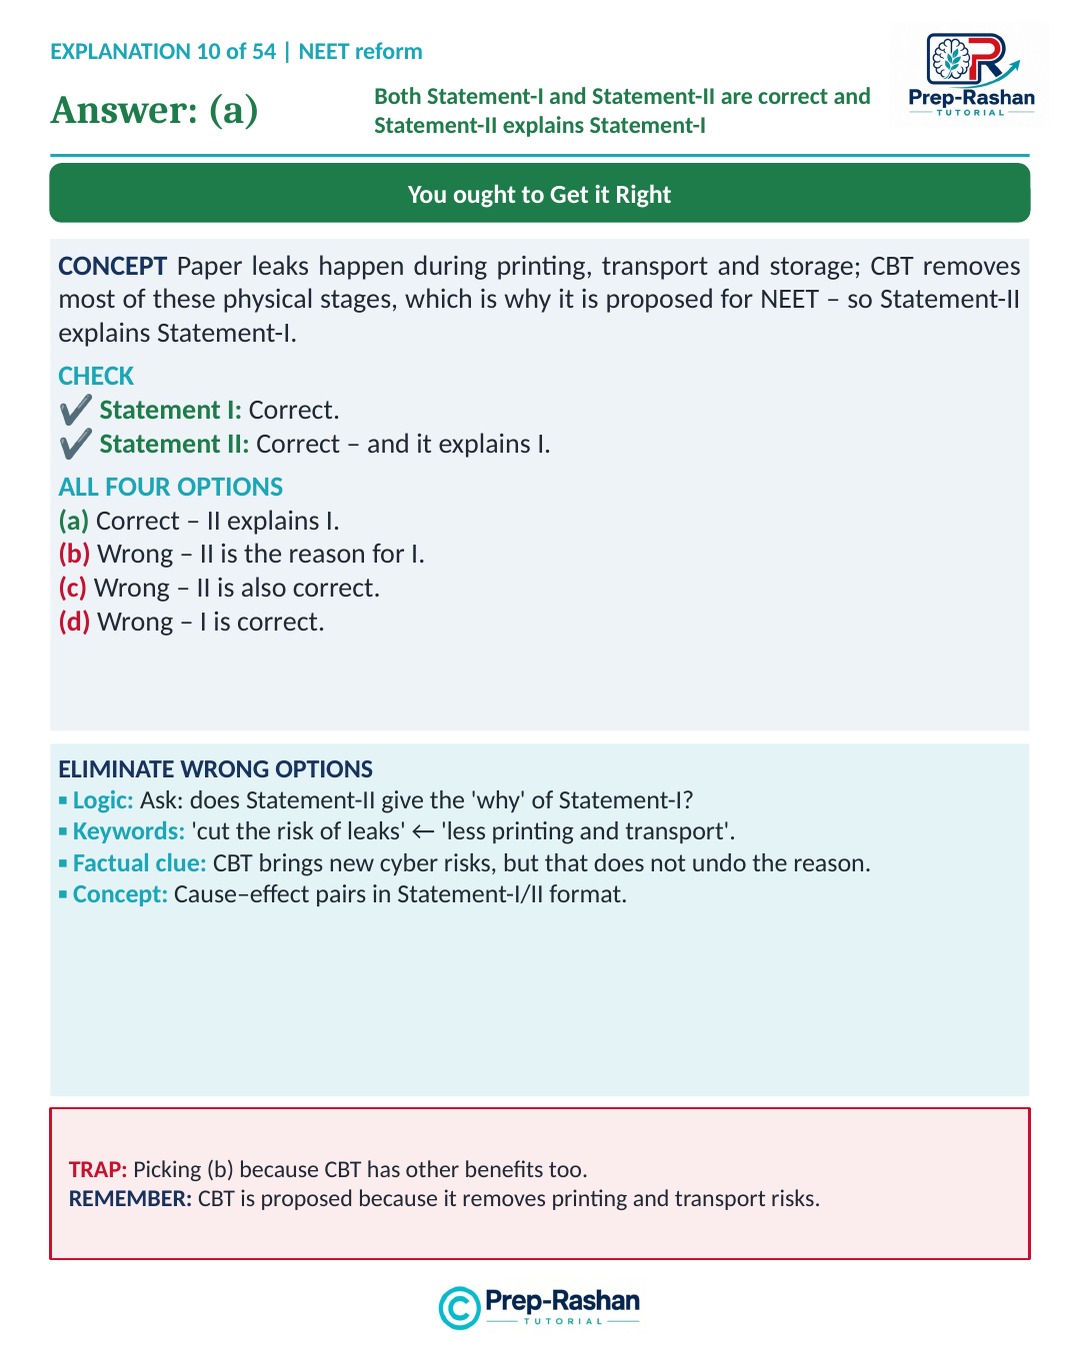 EXPLANATION 10 of 54 | NEET reform
Prep-Rashan
TUTORIAL
Answer: (a)
Both Statement-I and Statement-II are correct and
Statement-II explains Statement-I
You ought to Get it Right
CONCEPT Paper leaks happen during printing, transport and storage; CBT removes
most of these physical stages, which is why it is proposed for NEET – so Statement-II
explains Statement-I.
CHECK
✔ Statement I: Correct.
✔ Statement II: Correct – and it explains I.
ALL FOUR OPTIONS
(a) Correct – II explains I.
(b) Wrong – II is the reason for I.
(c) Wrong – II is also correct.
(d) Wrong – I is correct.
ELIMINATE WRONG OPTIONS
▪ Logic: Ask: does Statement-II give the 'why' of Statement-I?
▪ Keywords: 'cut the risk of leaks' ← 'less printing and transport'.
▪ Factual clue: CBT brings new cyber risks, but that does not undo the reason.
▪ Concept: Cause–effect pairs in Statement-I/II format.
TRAP: Picking (b) because CBT has other benefits too.
REMEMBER: CBT is proposed because it removes printing and transport risks.
© Prep-Rashan
TUTORIAL